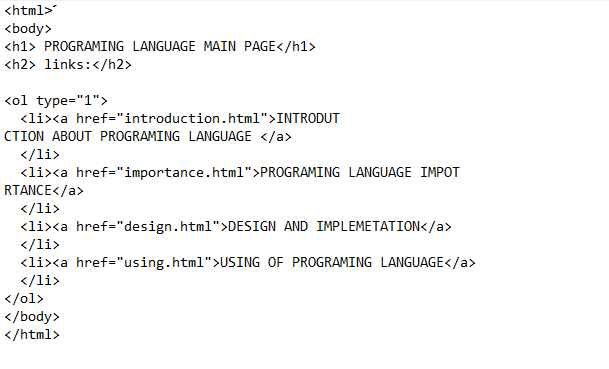 <html>´
<body>
<h1> PROGRAMING LANGUAGE MAIN PAGE</h1>
<h2> links:</h2>

<ol type="1">
  <li><a href="introduction.html">INTRODUT
CTION ABOUT PROGRAMING LANGUAGE </a>
  </li>
  <li><a href="importance.html">PROGRAMING LANGUAGE IMPOT
RTANCE</a>
  </li>
  <li><a href="design.html">DESIGN AND IMPLEMETATION</a>
  </li>
  <li><a href="using.html">USING OF PROGRAMING LANGUAGE</a>
  </li>
</ol>
</body>
</html>